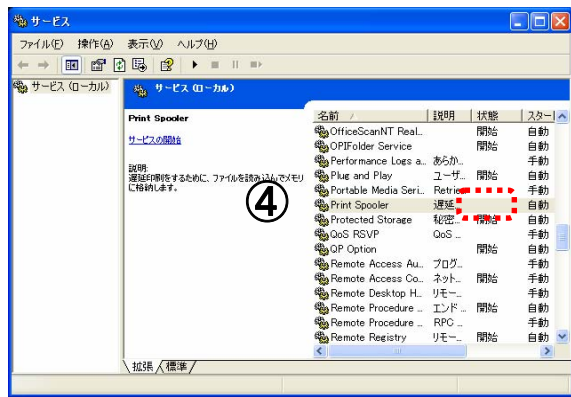 サービス
ファイル(F) 操作(A) 表示(V) ヘルプ(H)
サービス (ローカル)
サービス (ローカル)
Print Spooler
サービスの開始
説明:
遅延印刷をするために、ファイルを読み込んでメモリ
に格納します。
④
名前 説明 状態 スター
OfficeScanNT Real... 開始 自動
OPIFolder Service 開始 自動
Performance Logs a... あらか... 手動
Plug and Play ユーザ... 開始 自動
Portable Media Seri... Retrie 手動
Print Spooler 遅延 自動
Protected Storage 秘密... 開始 自動
QoS RSVP QoS ... 手動
QP Option 開始 自動
Remote Access Au... プログ... 手動
Remote Access Co... ネット... 開始 手動
Remote Desktop H... リモー... 手動
Remote Procedure ... エンド ... 開始 自動
Remote Procedure ... RPC ... 手動
Remote Registry リモー... 開始 自動
拡張 標準